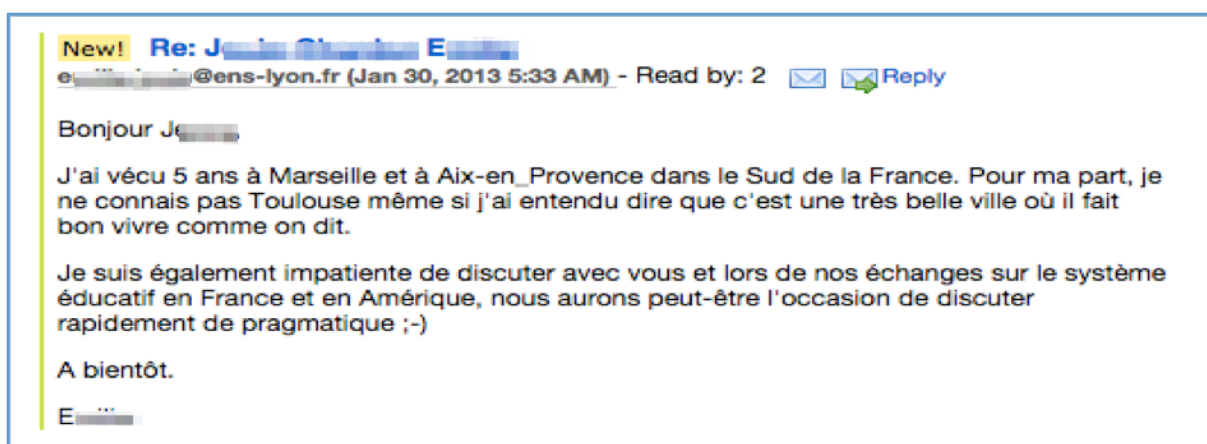 New! Re: J E
e @ens-lyon.fr (Jan 30, 2013 5:33 AM) - Read by: 2 Reply
Bonjour Je ,
J'ai vécu 5 ans à Marseille et à Aix-en_Provence dans le Sud de la France. Pour ma part, je
ne connais pas Toulouse même si j'ai entendu dire que c'est une très belle ville où il fait
bon vivre comme on dit.
Je suis également impatiente de discuter avec vous et lors de nos échanges sur le système
éducatif en France et en Amérique, nous aurons peut-être l'occasion de discuter
rapidement de pragmatique ;-)
A bientôt.
E